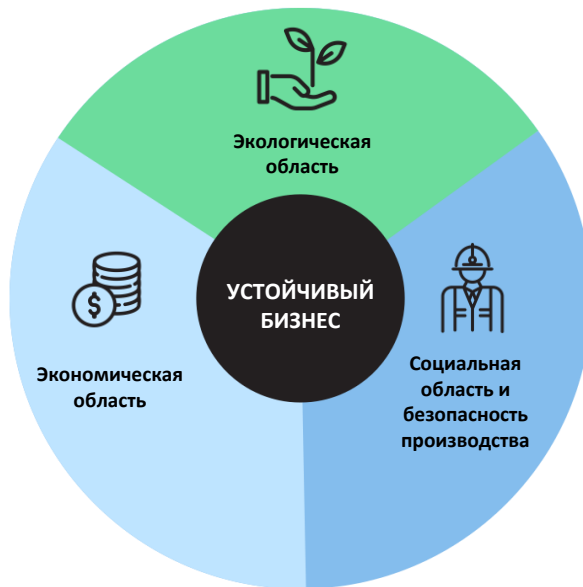 Экологическая
область
УСТОЙЧИВЫЙ
БИЗНЕС
$
Экономическая
область
Социальная
область и
безопасность
производства